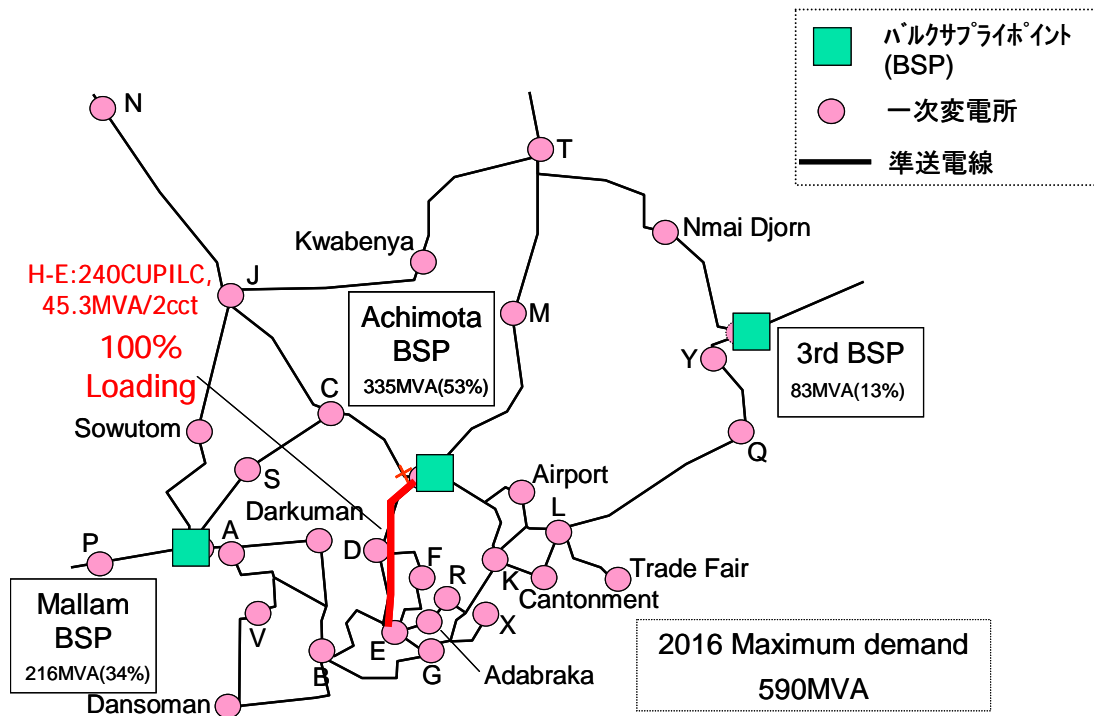 ﾊﾞﾙｸｻﾌﾟﾗｲﾎﾟｲﾝﾄ
(BSP)
一次変電所
準送電線
N
T
Nmai Djorn
Kwabenya
H-E:240CUPILC,
45.3MVA/2cct
100%
Loading
J
Achimota
BSP
335MVA(53%)
M
3rd BSP
83MVA(13%)
Y
C
Sowutom
Q
S
Airport
Darkuman
L
P
A
D
F
K
Trade Fair
R
Cantonment
Mallam
BSP
216MVA(34%)
V
X
E
B
G
Adabraka
2016 Maximum demand
590MVA
Dansoman